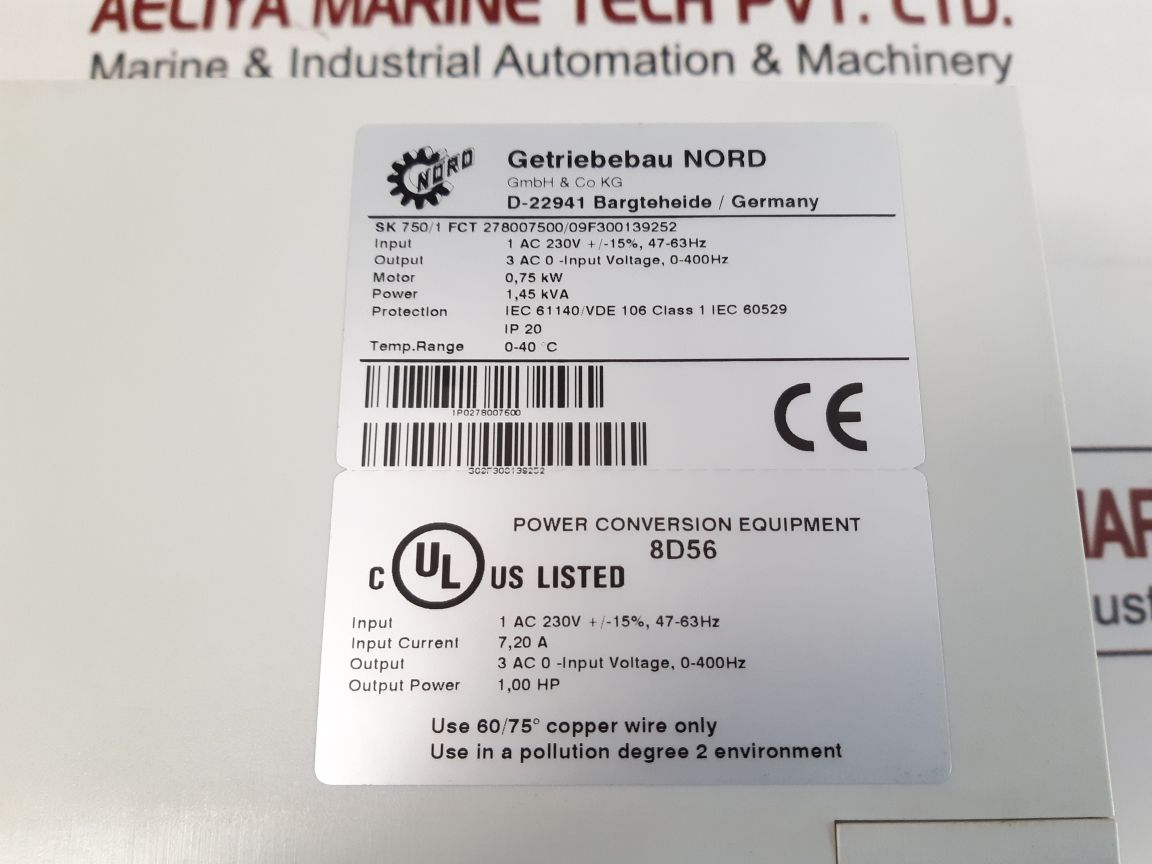 AELIYA MARINE TECH PVT. LTD.
Marine & Industrial Automation & Machinery
NORD
Getriebebau NORD
GmbH & Co KG
D-22941 Bargteheide / Germany
SK 750/1 FCT 278007500/09F300139252
Input 1 AC 230V +/-15%, 47-63Hz
Output 3 AC 0 -Input Voltage, 0-400Hz
Motor 0,75 kW
Power 1,45 kVA
Protection IEC 61140/VDE 106 Class 1 IEC 60529
IP 20
Temp.Range 0-40 °C
1P0278007500
309F300139252
CE
C UL US LISTED
POWER CONVERSION EQUIPMENT
8D56
Input 1 AC 230V +/-15%, 47-63Hz
Input Current 7,20 A
Output 3 AC 0 -Input Voltage, 0-400Hz
Output Power 1,00 HP
Use 60/75° copper wire only
Use in a pollution degree 2 environment